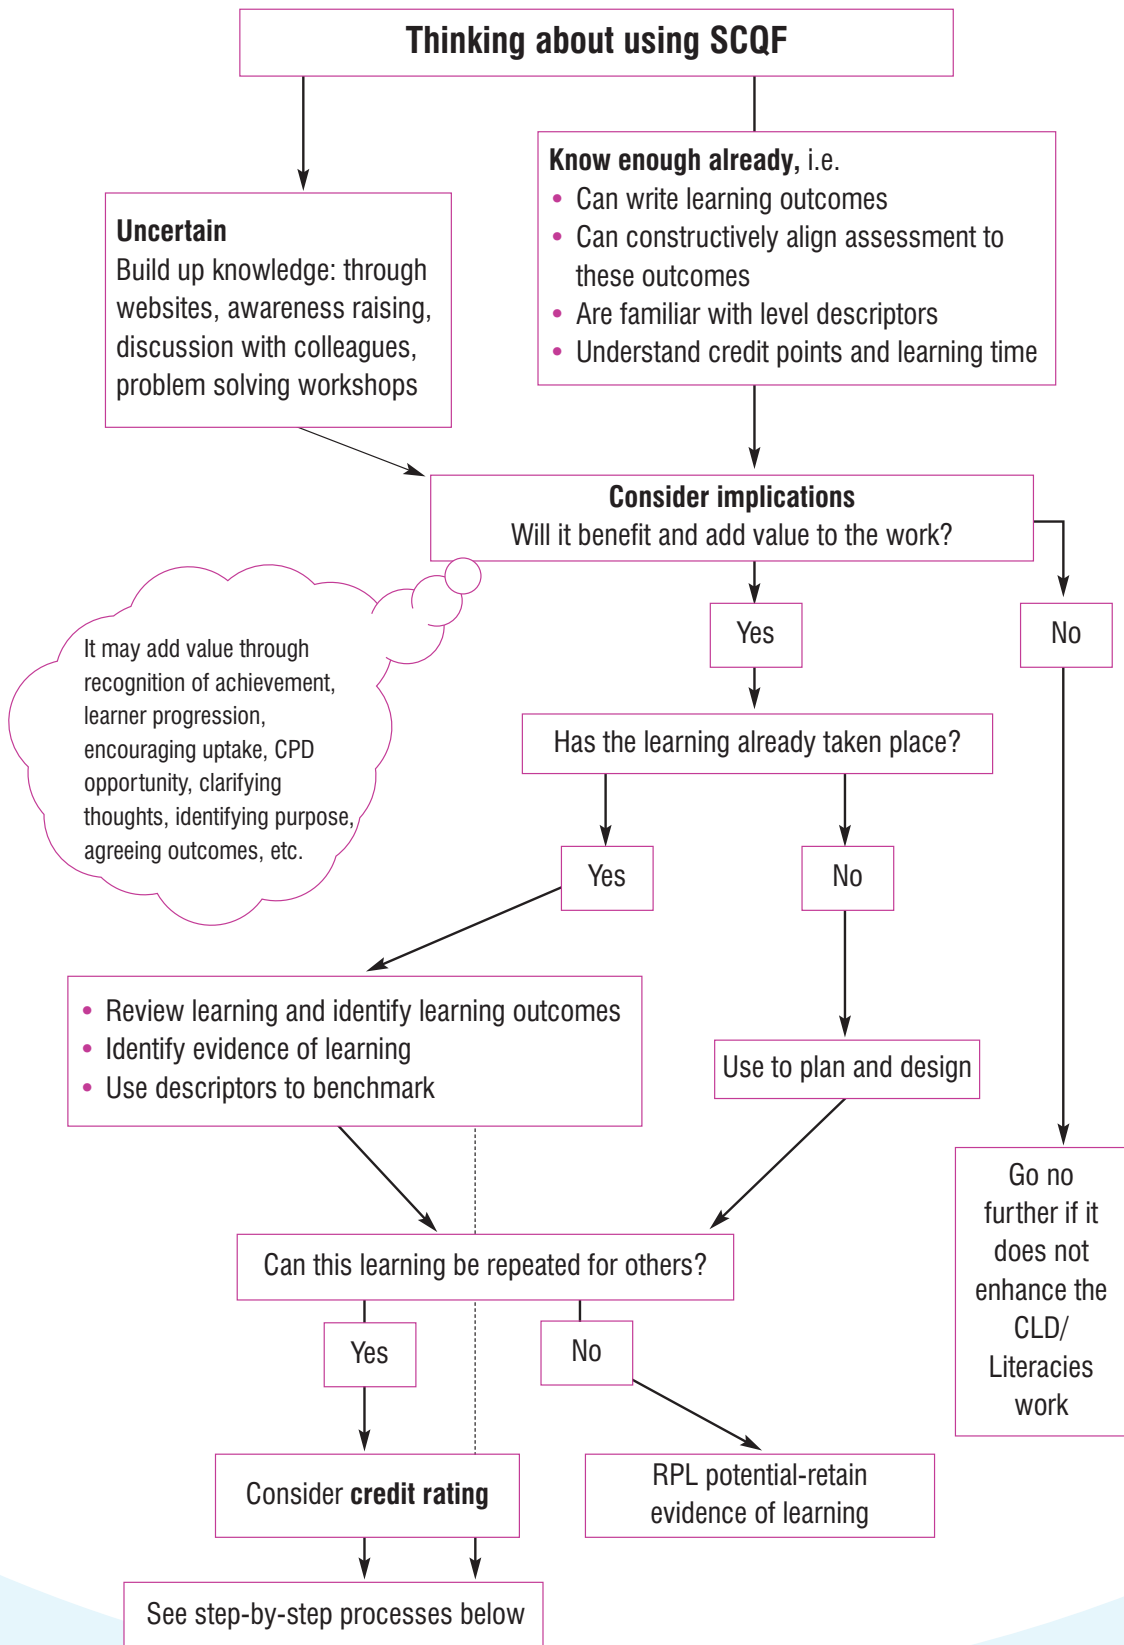 Thinking about using SCQF
Uncertain
Build up knowledge: through
websites, awareness raising,
discussion with colleagues,
problem solving workshops
Know enough already, i.e.
• Can write learning outcomes
• Can constructively align assessment to
these outcomes
• Are familiar with level descriptors
• Understand credit points and learning time
Consider implications
Will it benefit and add value to the work?
It may add value through
recognition of achievement,
learner progression,
encouraging uptake, CPD
opportunity, clarifying
thoughts, identifying purpose,
agreeing outcomes, etc.
Yes
No
Has the learning already taken place?
Yes
No
• Review learning and identify learning outcomes
• Identify evidence of learning
• Use descriptors to benchmark
Use to plan and design
Go no
further if it
does not
enhance the
CLD/
Literacies
work
Can this learning be repeated for others?
Yes
No
Consider credit rating
RPL potential-retain
evidence of learning
See step-by-step processes below